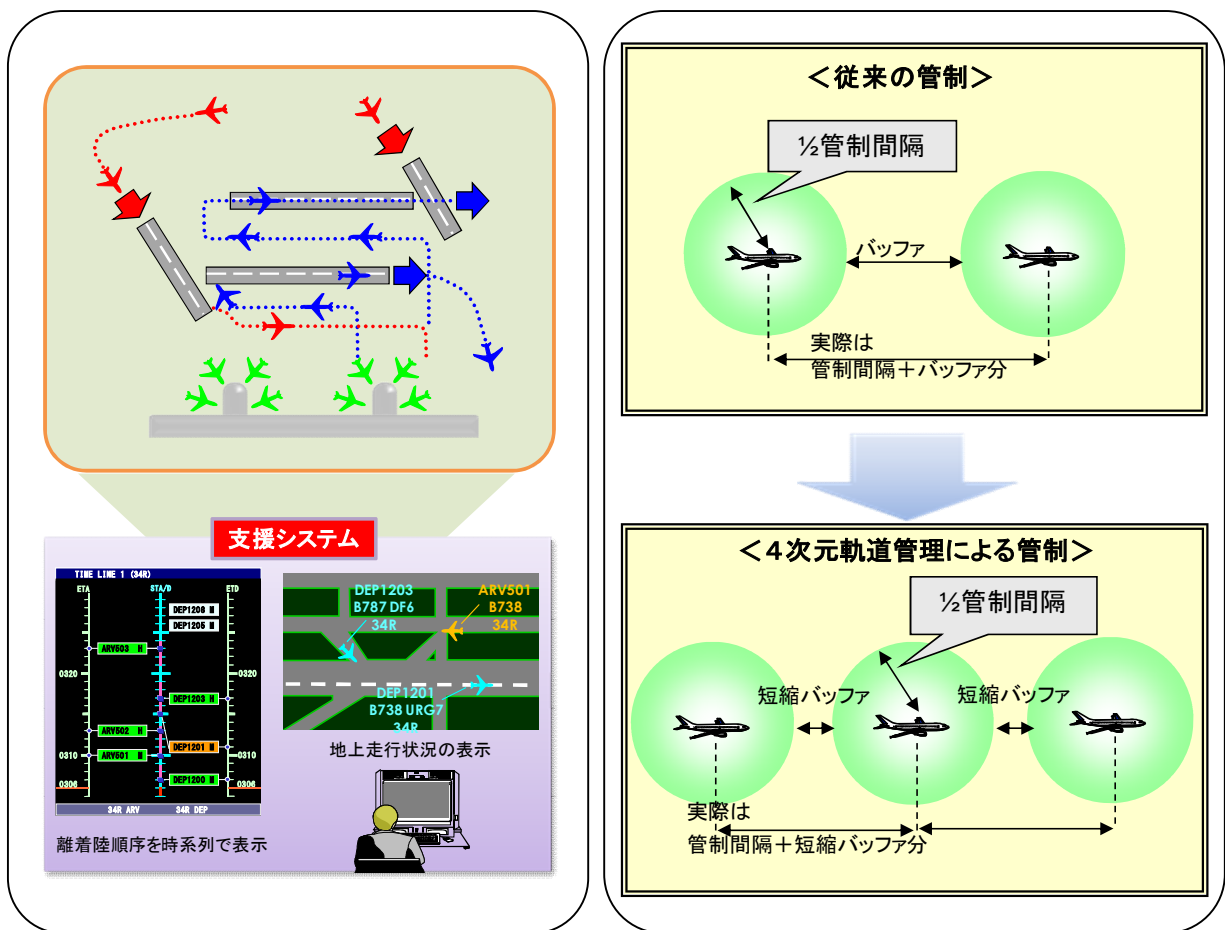 支援システム
TIME LINE 1 (34R)
ETA STA/D ETD
DEP1208 M
DEP1205 M
ARV503 M
0320 0320
DEP1203 M
ARV502 M
DEP1201 M
0310 ARV501 M 0310
DEP1200 M
0306 0306
34R ARV 34R DEP
離着陸順序を時系列で表示
DEP1203
B787 DF6
34R
ARV501
B738
34R
DEP1201
B738 URG7
34R
地上走行状況の表示
＜従来の管制＞
½管制間隔
バッファ
実際は
管制間隔＋バッファ分
＜４次元軌道管理による管制＞
½管制間隔
短縮バッファ 短縮バッファ
実際は
管制間隔＋短縮バッファ分